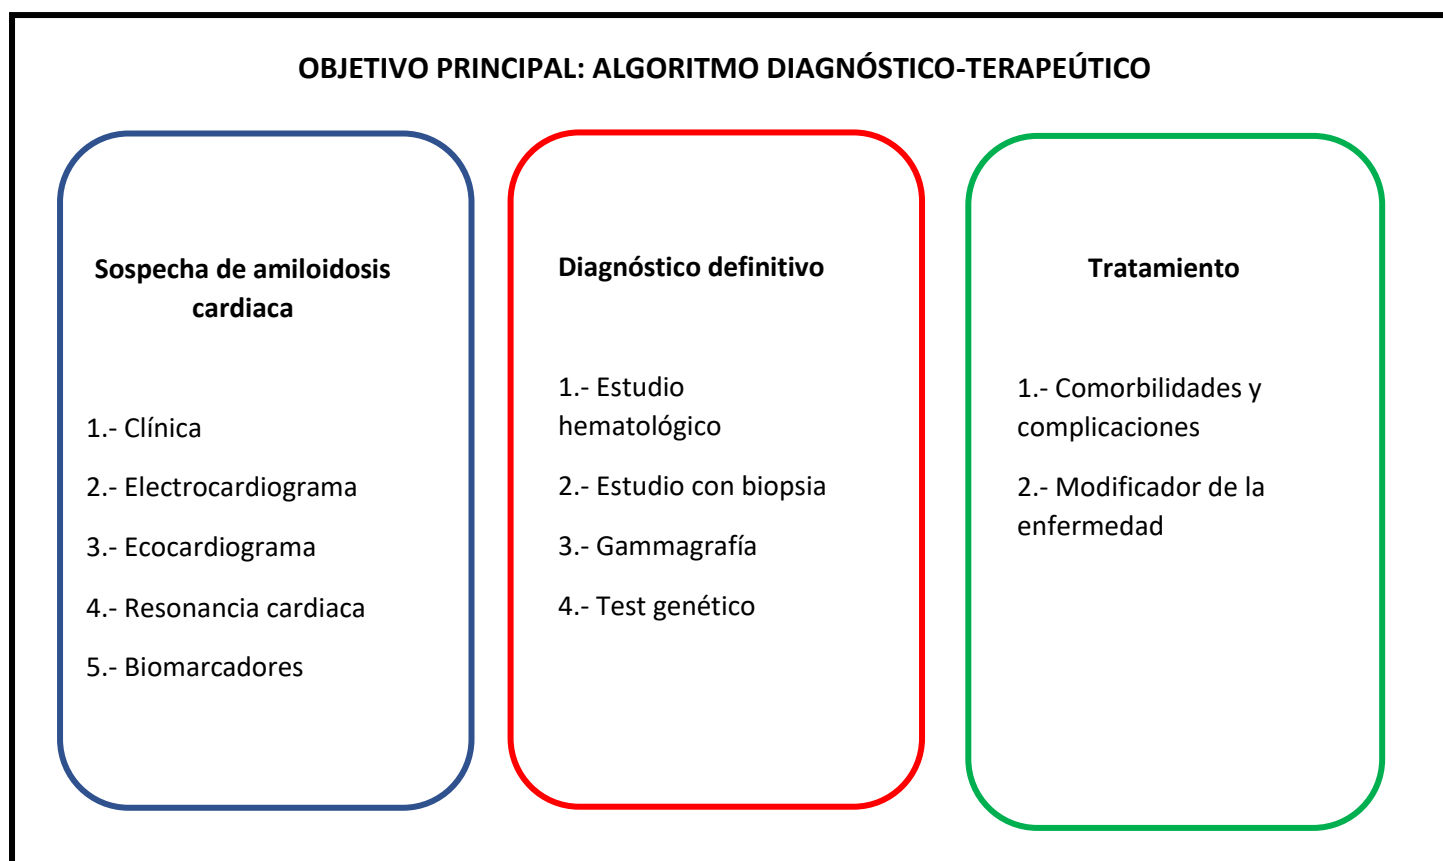 OBJETIVO PRINCIPAL: ALGORITMO DIAGNÓSTICO-TERAPEÚTICO
Sospecha de amiloidosis
cardiaca
1.- Clínica
2.- Electrocardiograma
3.- Ecocardiograma
4.- Resonancia cardiaca
5.- Biomarcadores
Diagnóstico definitivo
1.- Estudio
hematológico
2.- Estudio con biopsia
3.- Gammagrafía
4.- Test genético
Tratamiento
1.- Comorbilidades y
complicaciones
2.- Modificador de la
enfermedad